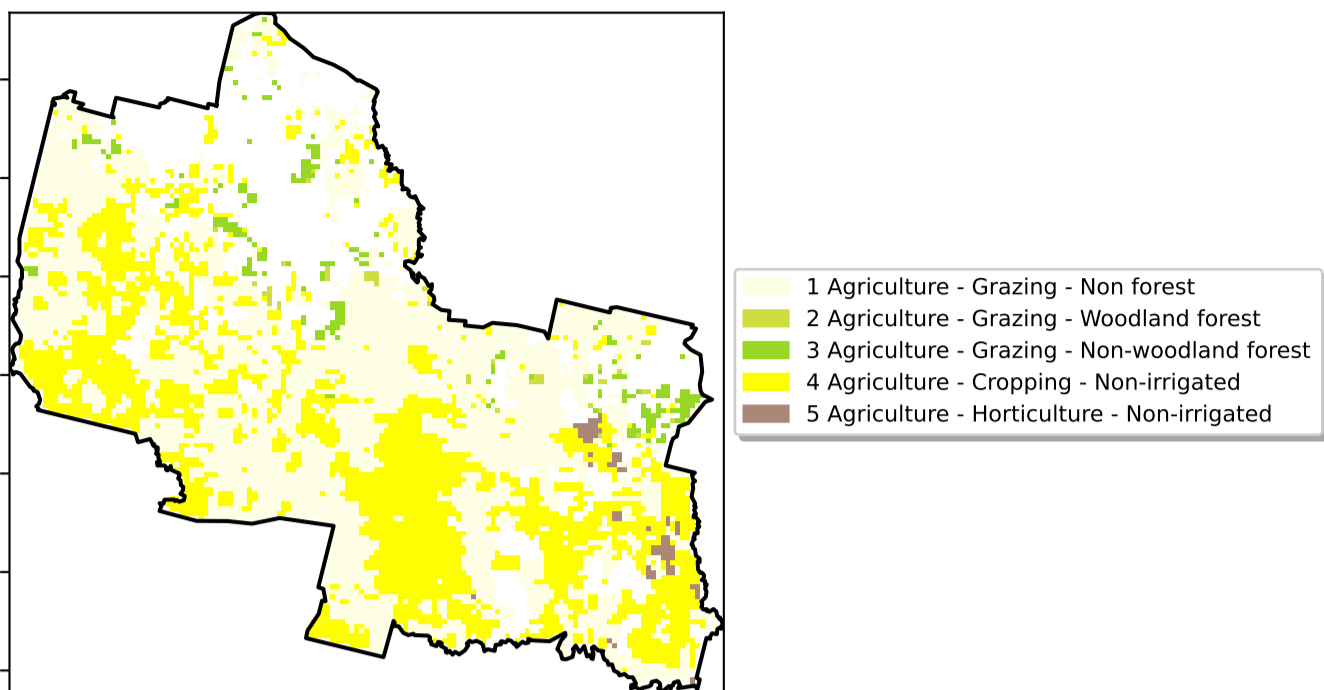 1 Agriculture - Grazing - Non forest
2 Agriculture - Grazing - Woodland forest
3 Agriculture - Grazing - Non-woodland forest
4 Agriculture - Cropping - Non-irrigated
5 Agriculture - Horticulture - Non-irrigated